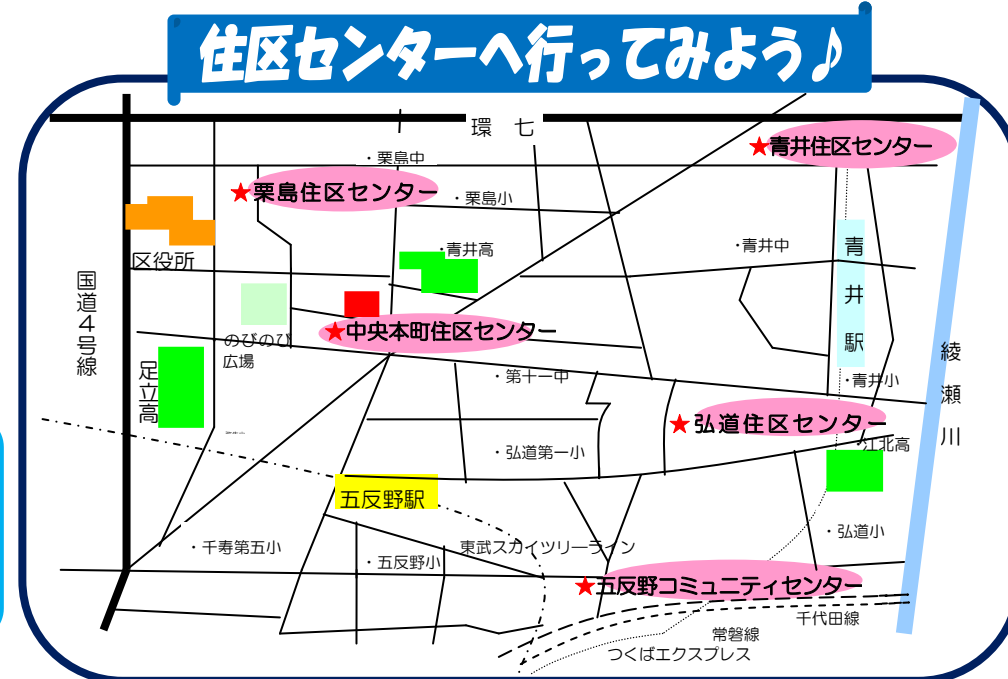 住区センターへ行ってみよう♪
環 七
・栗島中
★青井住区センター
★栗島住区センター
・栗島小
区役所
・青井高
・青井中
青井駅
国道4号線
のびのび
広場
★中央本町住区センター
足立高
・第十一中
・青井小
綾瀬川
★弘道住区センター
・江北高
・弘道第一小
五反野駅
・千寿第五小
東武スカイツリーライン
・弘道小
・五反野小
★五反野コミュニティセンター
千代田線
常磐線
つくばエクスプレス